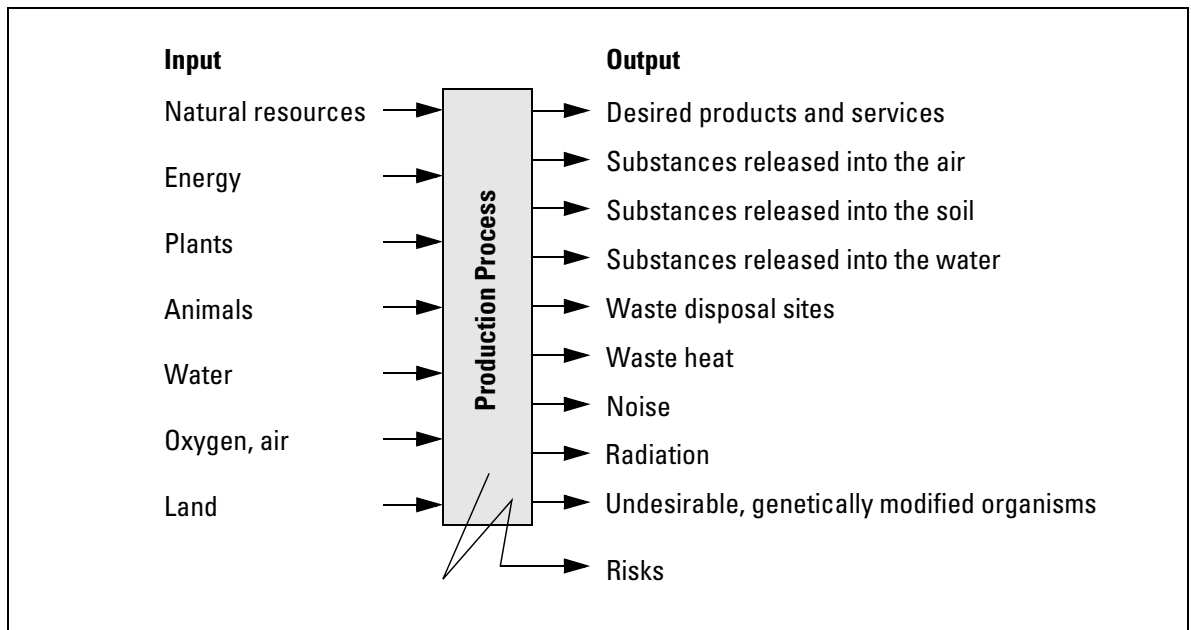 Input
Natural resources
Energy
Plants
Animals
Water
Oxygen, air
Land
Production Process
Output
Desired products and services
Substances released into the air
Substances released into the soil
Substances released into the water
Waste disposal sites
Waste heat
Noise
Radiation
Undesirable, genetically modified organisms
Risks